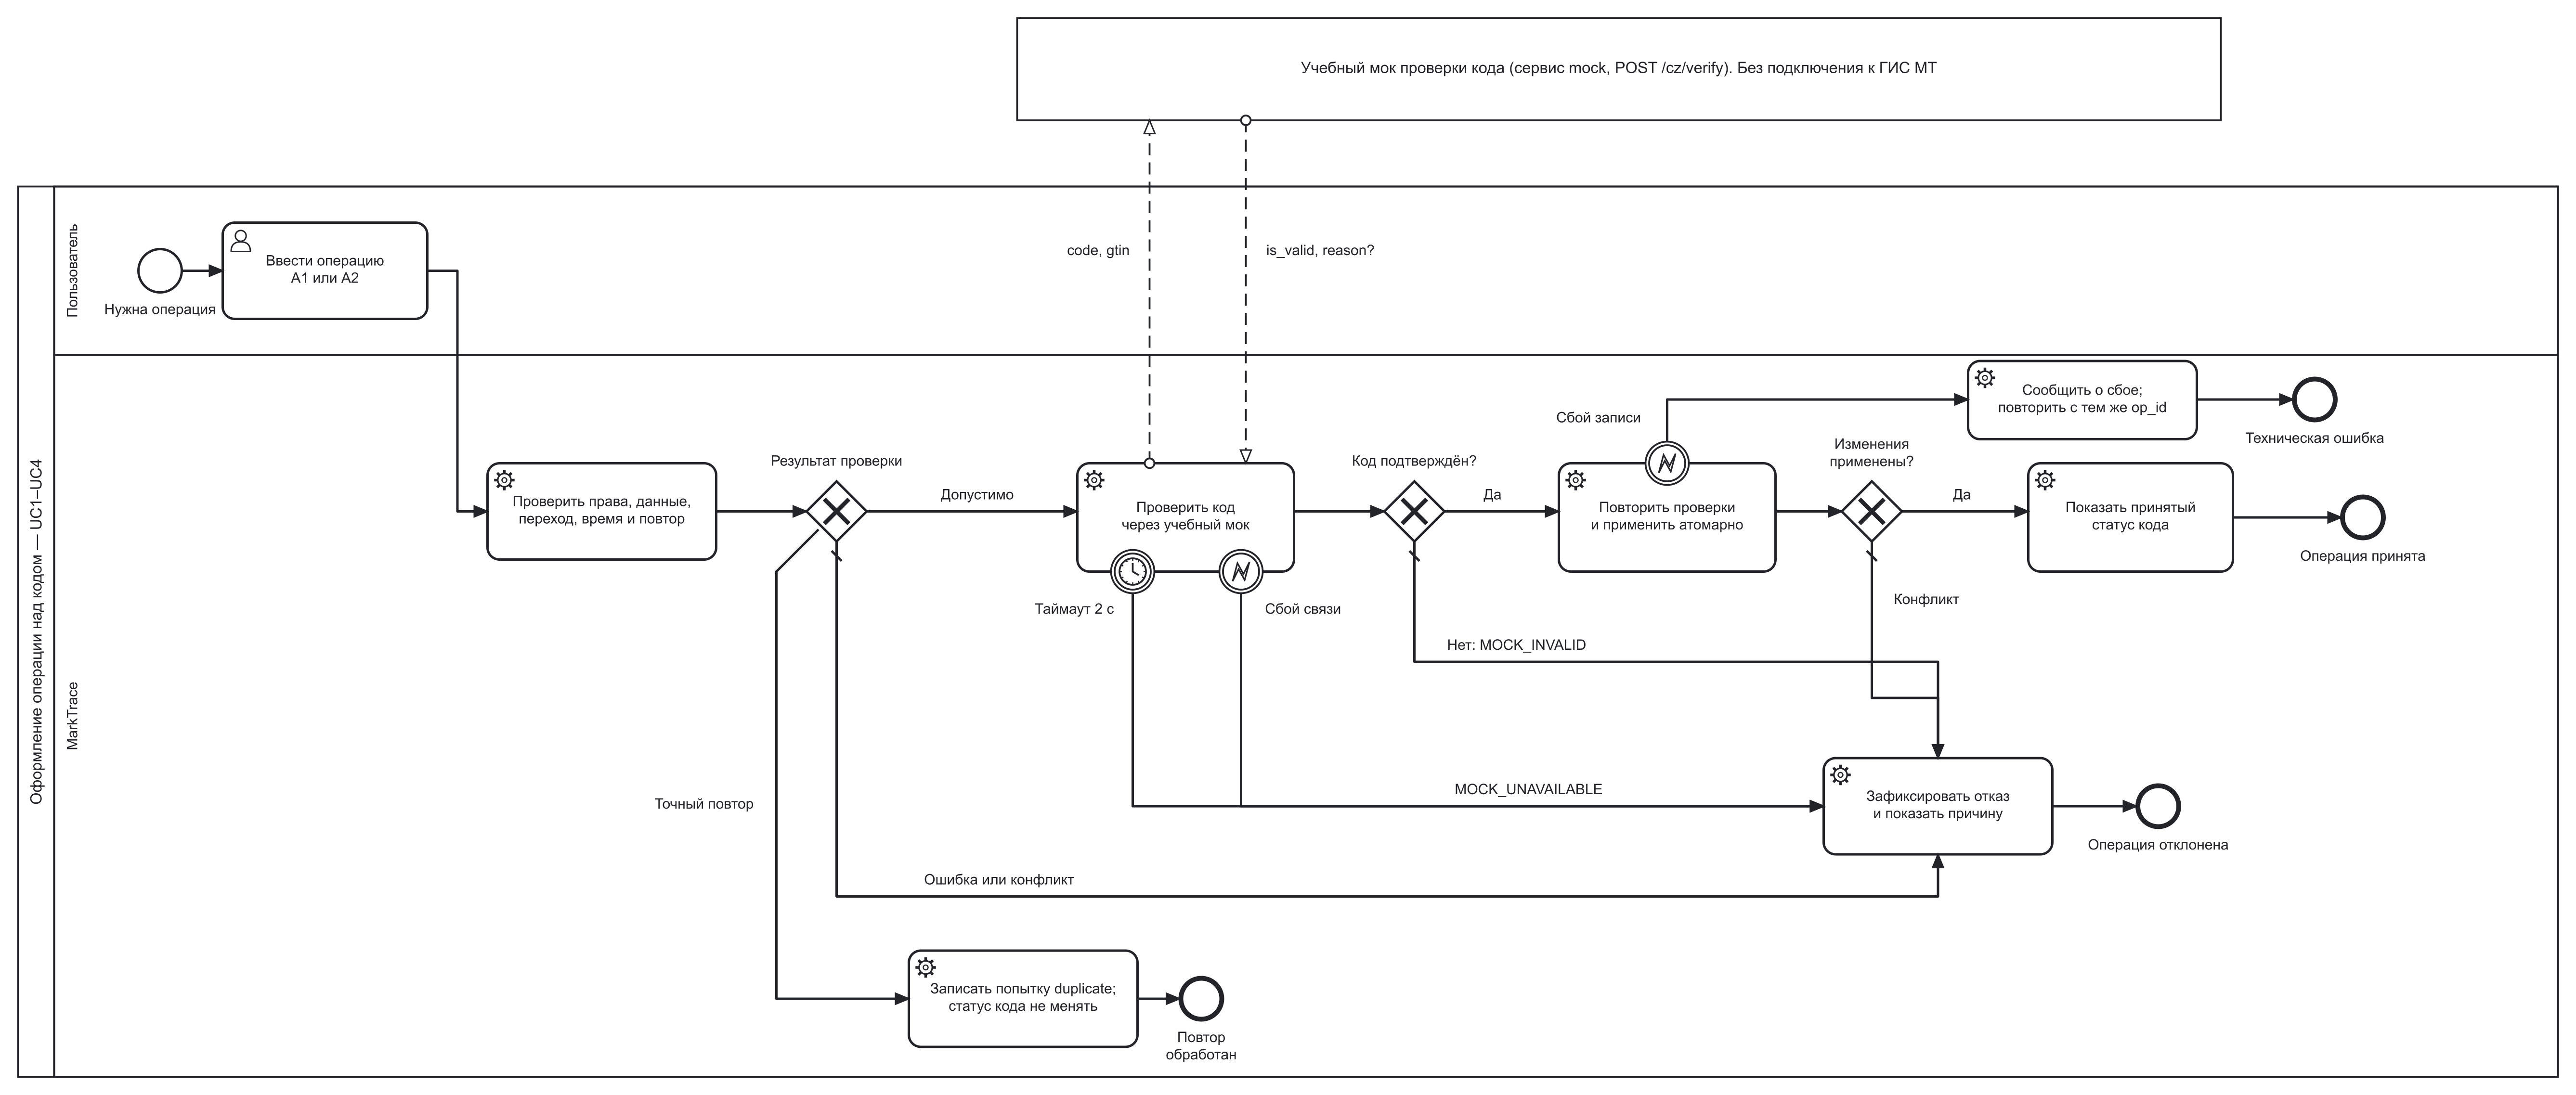 Учебный мок проверки кода (сервис mock, POST /cz/verify). Без подключения к ГИС МТ
Оформление операции над кодом — UC1–UC4
Пользователь
Нужна операция
Ввести операцию
А1 или А2
code, gtin
is_valid, reason?
MarkTrace
Проверить права, данные,
переход, время и повтор
Результат проверки
Допустимо
Проверить код
через учебный мок
Таймаут 2 с
Сбой связи
Код подтверждён?
Да
Повторить проверки
и применить атомарно
Сбой записи
Сообщить о сбое;
повторить с тем же op_id
Техническая ошибка
Изменения
применены?
Да
Показать принятый
статус кода
Операция принята
Конфликт
Нет: MOCK_INVALID
MOCK_UNAVAILABLE
Зафиксировать отказ
и показать причину
Операция отклонена
Точный повтор
Ошибка или конфликт
Записать попытку duplicate;
статус кода не менять
Повтор
обработан